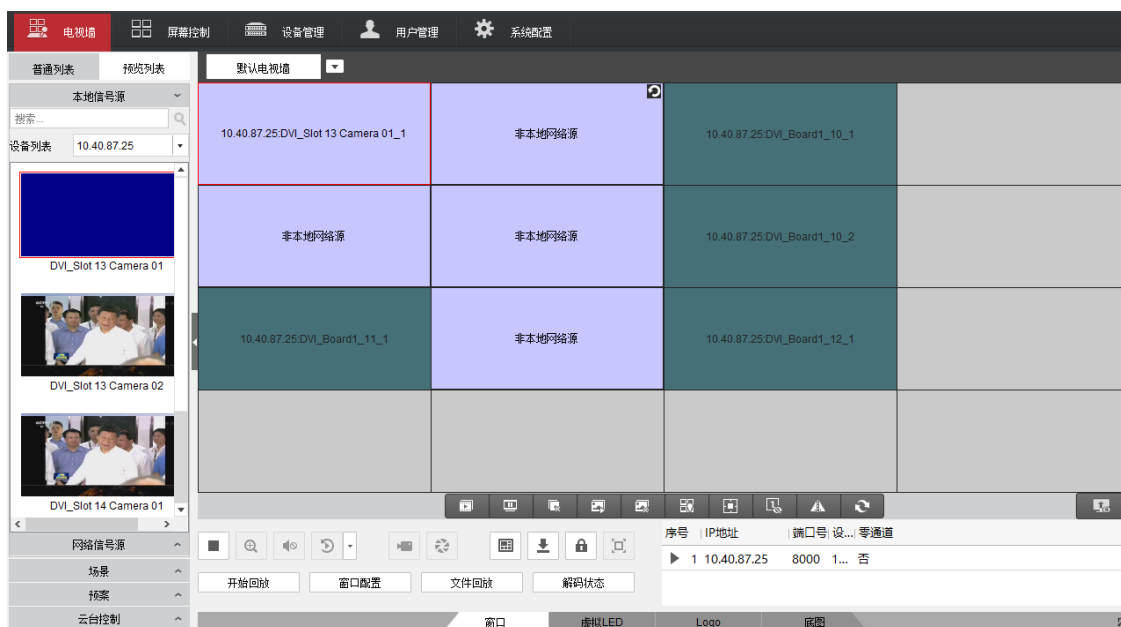 电视墙 屏幕控制 设备管理 用户管理 系统配置
普通列表 预览列表 默认电视墙
本地信号源
搜索...
设备列表 10.40.87.25
10.40.87.25:DVI_Slot 13 Camera 01_1 非本地网络源 10.40.87.25:DVI_Board1_10_1
非本地网络源 非本地网络源 10.40.87.25:DVI_Board1_10_2
DVI_Slot 13 Camera 01
10.40.87.25:DVI_Board1_11_1 非本地网络源 10.40.87.25:DVI_Board1_12_1
DVI_Slot 13 Camera 02
DVI_Slot 14 Camera 01
网络信号源
场景
预案
云台控制
序号 IP地址 端口号 设... 零通道
1 10.40.87.25 8000 1... 否
开始回放 窗口配置 文件回放 解码状态
窗口 虚拟LED Logo 底图